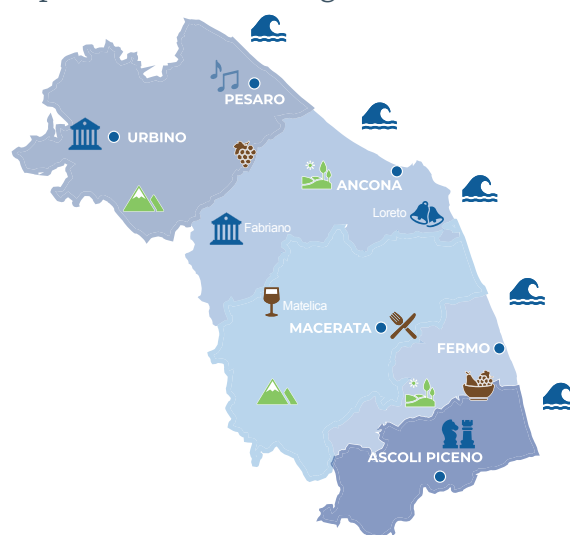 PESARO
URBINO
ANCONA
Loreto
Fabriano
Matelica
MACERATA
FERMO
ASCOLI PICENO